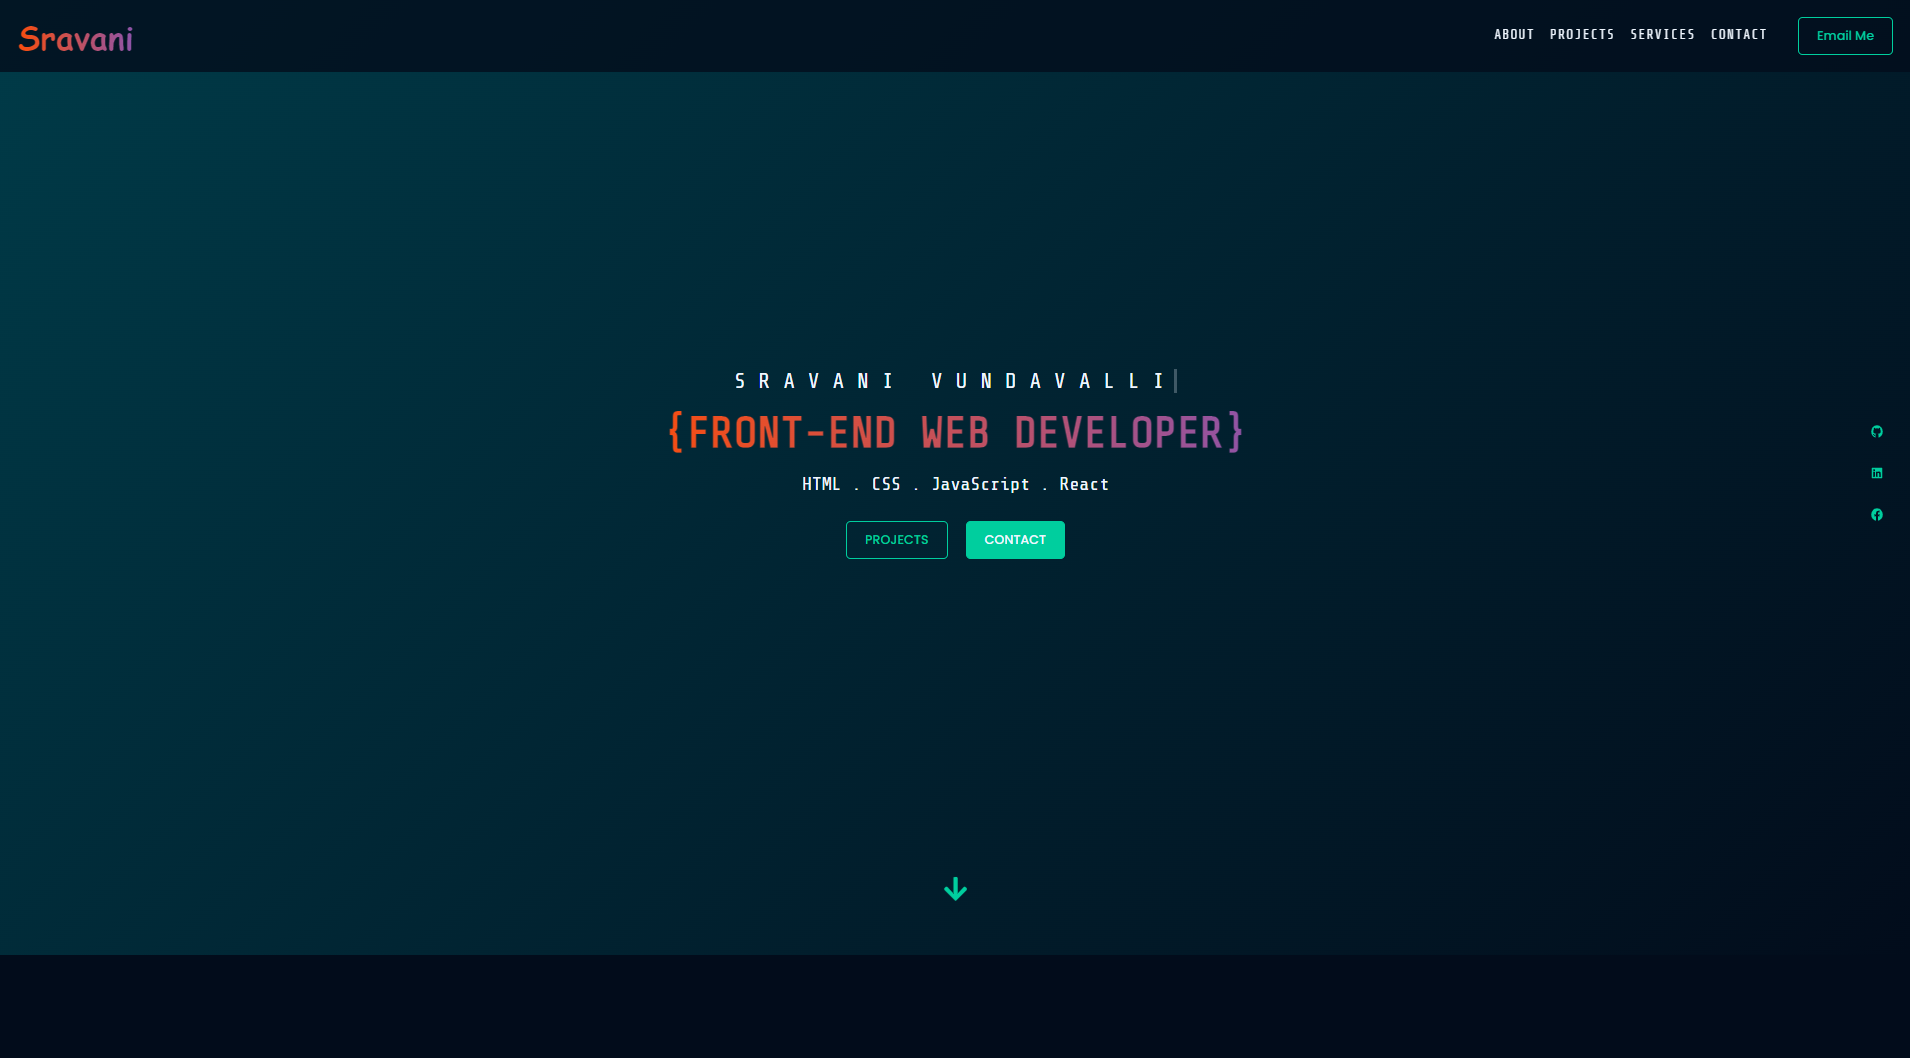 Sravani
ABOUT PROJECTS SERVICES CONTACT Email Me
SRAVANI VUNDAVALLI
{FRONT-END WEB DEVELOPER}
HTML . CSS . JavaScript . React
PROJECTS CONTACT